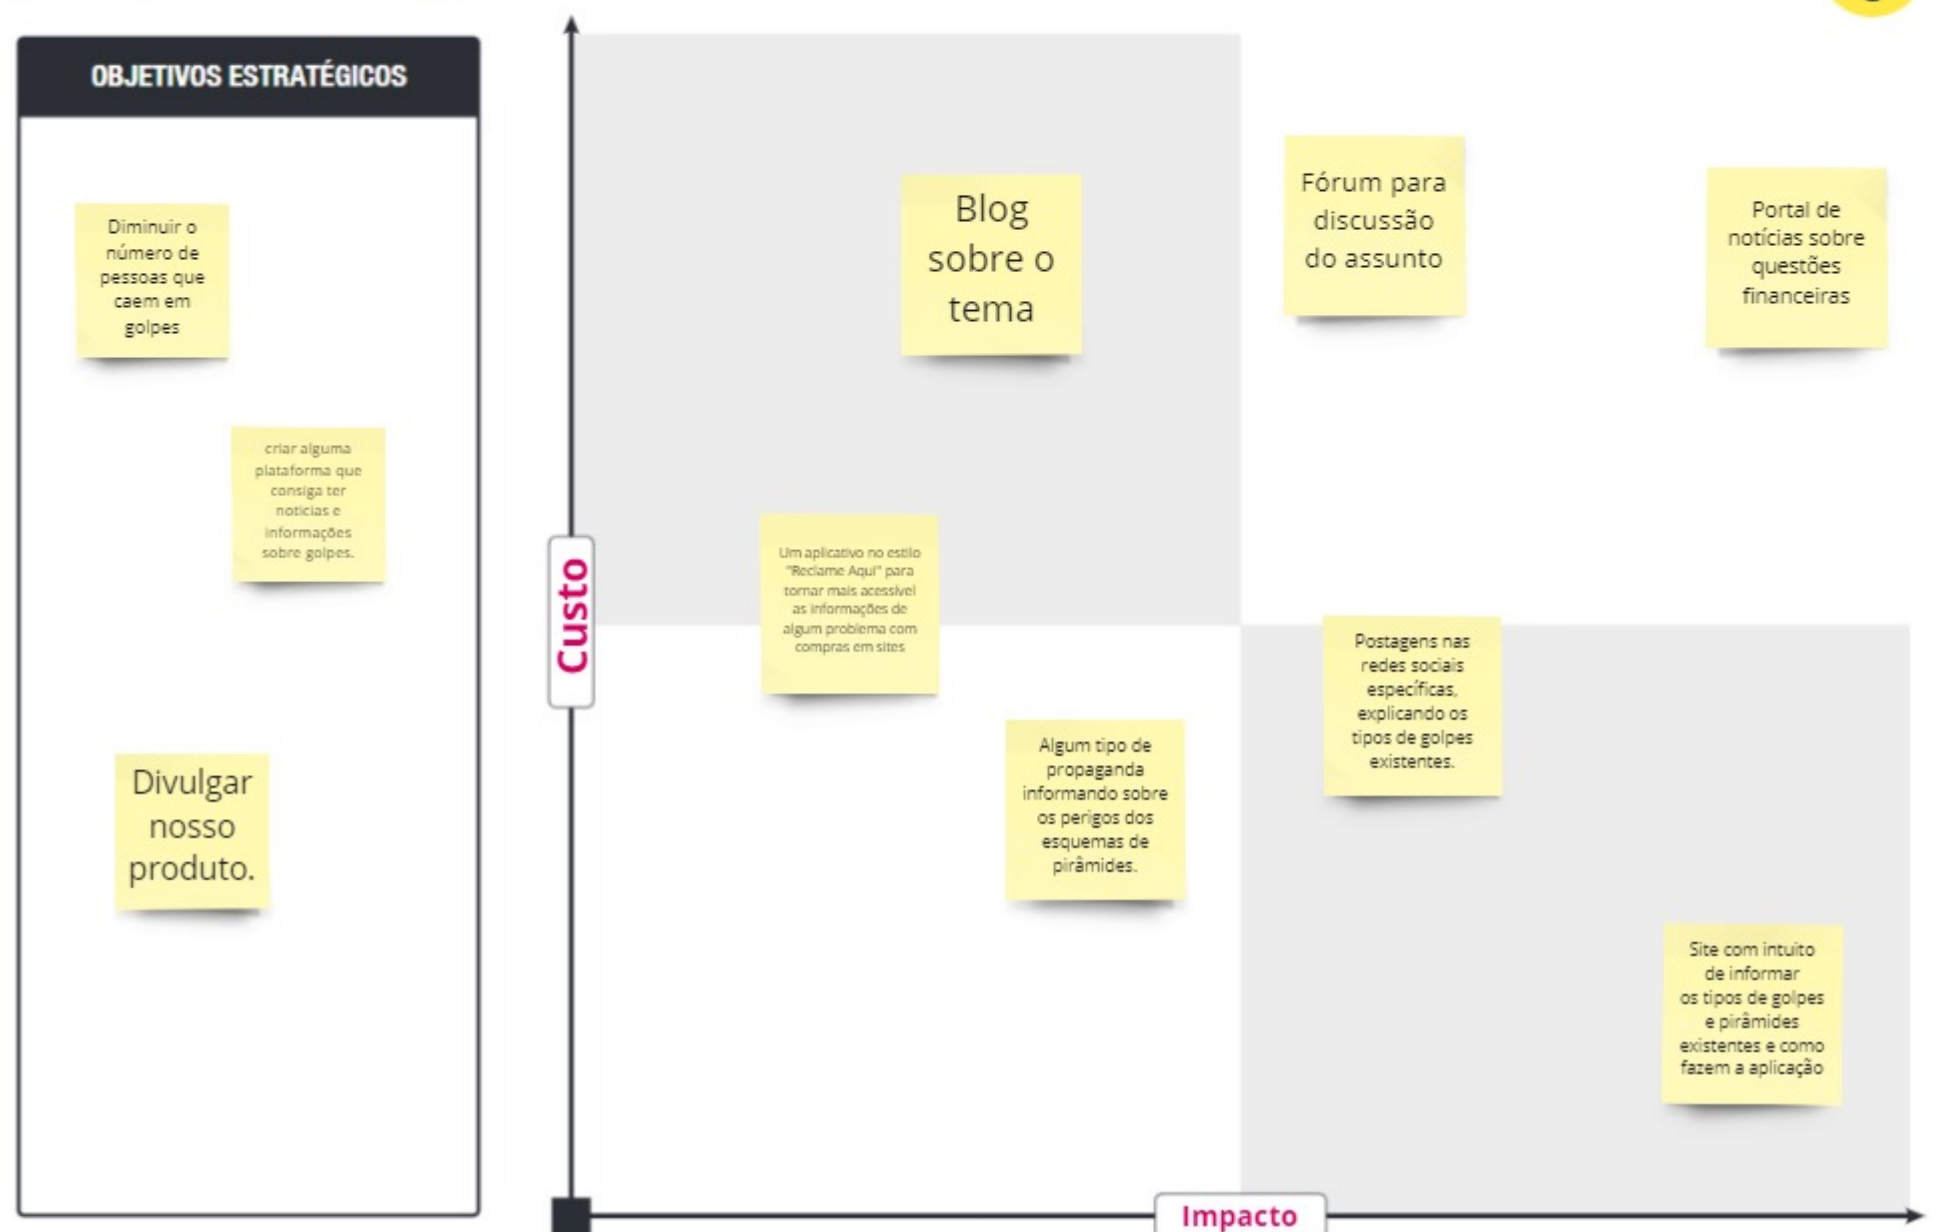 OBJETIVOS ESTRATÉGICOS
Diminuir o
número de
pessoas que
caem em
golpes
criar alguma
plataforma que
consiga ter
noticias e
informações
sobre golpes.
Divulgar
nosso
produto.
Custo
Impacto
Blog
sobre o
tema
Fórum para
discussão
do assunto
Portal de
notícias sobre
questões
financeiras
Um aplicativo no estilo
"Reclame Aqui" para
tornar mais acessível
as informações de
algum problema com
compras em sites
Algum tipo de
propaganda
informando sobre
os perigos dos
esquemas de
pirâmides.
Postagens nas
redes sociais
específicas,
explicando os
tipos de golpes
existentes.
Site com intuito
de informar
os tipos de golpes
e pirâmides
existentes e como
fazem a aplicação